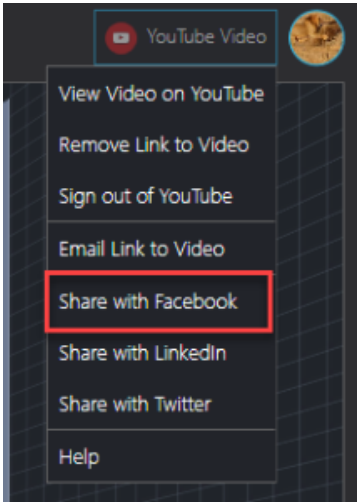 YouTube Video
View Video on YouTube
Remove Link to Video
Sign out of YouTube
Email Link to Video
Share with Facebook
Share with LinkedIn
Share with Twitter
Help